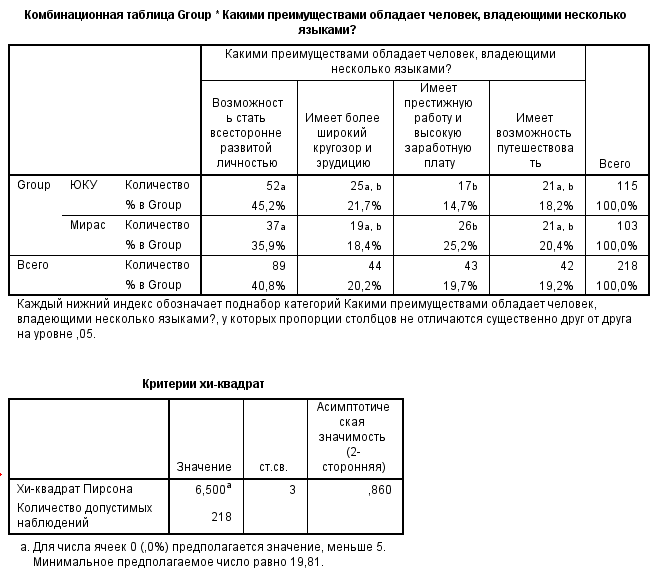 Комбинационная таблица Group * Какими преимуществами обладает человек, владеющими несколько
языками?
Какими преимуществами обладает человек, владеющими
несколько языками?
Возможност
ь стать
всесторонне
развитой
личностью
Имеет более
широкий
кругозор и
эрудицию
Имеет
престижную
работу и
высокую
заработную
плату
Имеет
возможность
путешествова
ть
Всего
Group ЮКУ Количество 52a 25a, b 17b 21a, b 115
% в Group 45,2% 21,7% 14,7% 18,2% 100,0%
Мирас Количество 37a 19a, b 26b 21a, b 103
% в Group 35,9% 18,4% 25,2% 20,4% 100,0%
Всего Количество 89 44 43 42 218
% в Group 40,8% 20,2% 19,7% 19,2% 100,0%
Каждый нижний индекс обозначает поднабор категорий Какими преимуществами обладает человек,
владеющими несколько языками?, у которых пропорции столбцов не отличаются существенно друг от друга
на уровне ,05.
Критерии хи-квадрат
Значение
ст.св.
Асимптотиче
ская
значимость
(2-
сторонняя)
Хи-квадрат Пирсона 6,500a 3 ,860
Количество допустимых
наблюдений 218
a. Для числа ячеек 0 (,0%) предполагается значение, меньше 5.
Минимальное предполагаемое число равно 19,81.